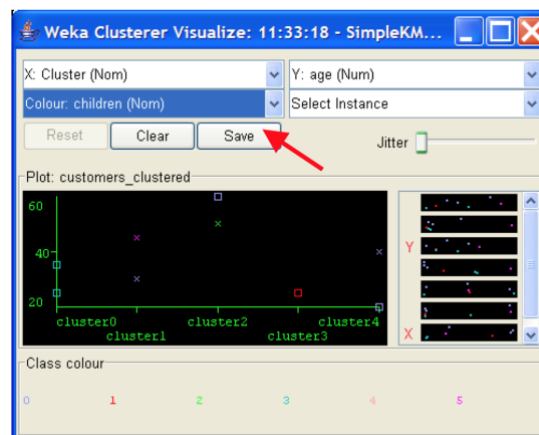 Weka Clusterer Visualize: 11:33:18 - SimpleKM...
X: Cluster (Nom) Y: age (Num)
Colour: children (Nom) Select Instance
Reset Clear Save Jitter
Plot: customers_clustered
60
40
20
Y
X
cluster0 cluster2 cluster4
cluster1 cluster3
Class colour
0 1 2 3 4 5